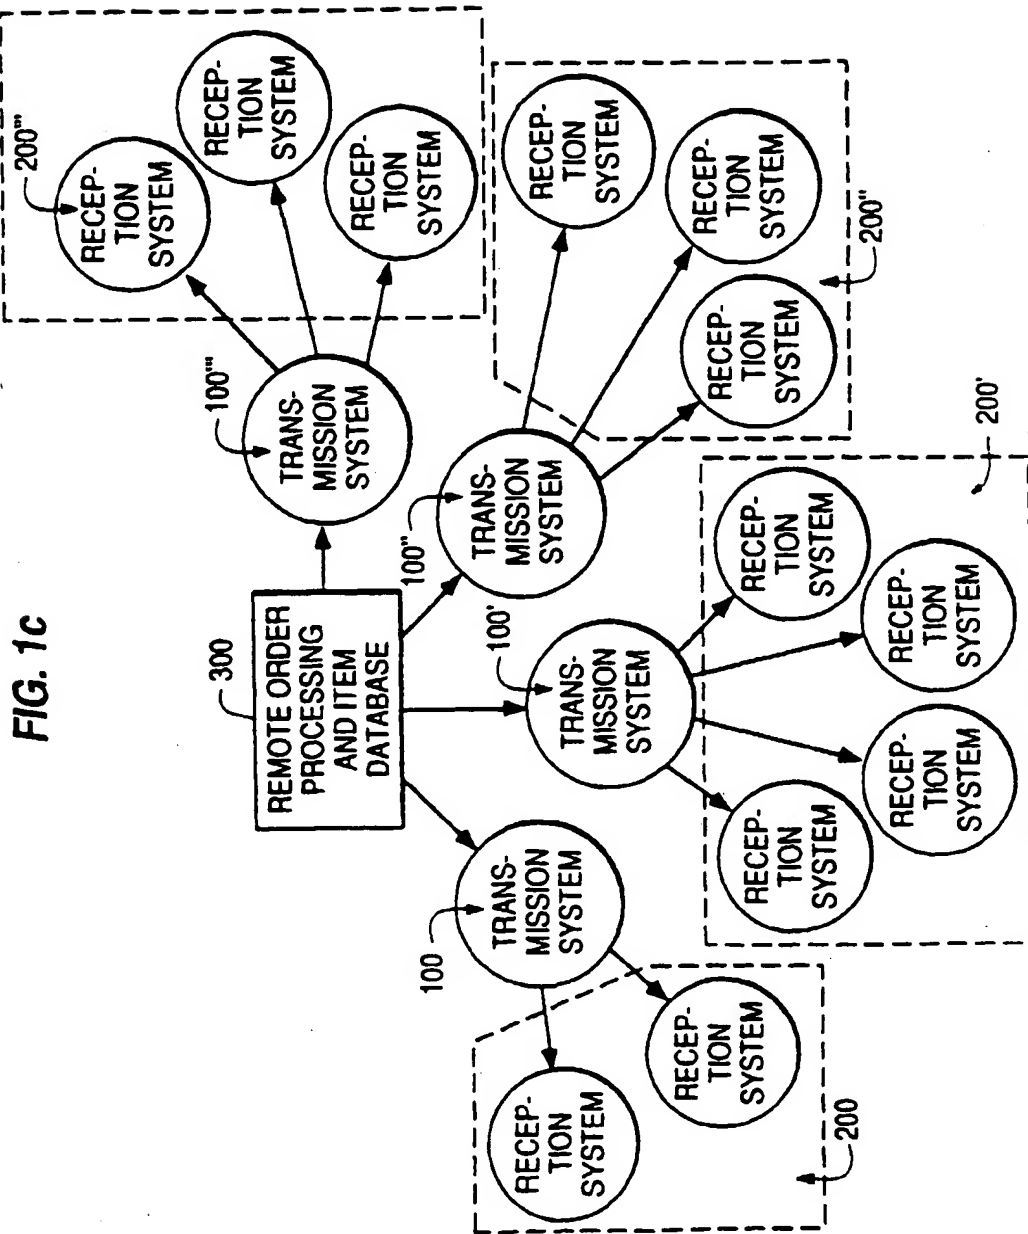 FIG. 1c
300
REMOTE ORDER
PROCESSING
AND ITEM
DATABASE
100
TRANS-
MISSION
SYSTEM
100'
TRANS-
MISSION
SYSTEM
100''
TRANS-
MISSION
SYSTEM
100'''
TRANS-
MISSION
SYSTEM
RECEP-
TION
SYSTEM
RECEP-
TION
SYSTEM
200
RECEP-
TION
SYSTEM
RECEP-
TION
SYSTEM
RECEP-
TION
SYSTEM
RECEP-
TION
SYSTEM
200'
RECEP-
TION
SYSTEM
RECEP-
TION
SYSTEM
RECEP-
TION
SYSTEM
200''
200'''
RECEP-
TION
SYSTEM
RECEP-
TION
SYSTEM
RECEP-
TION
SYSTEM